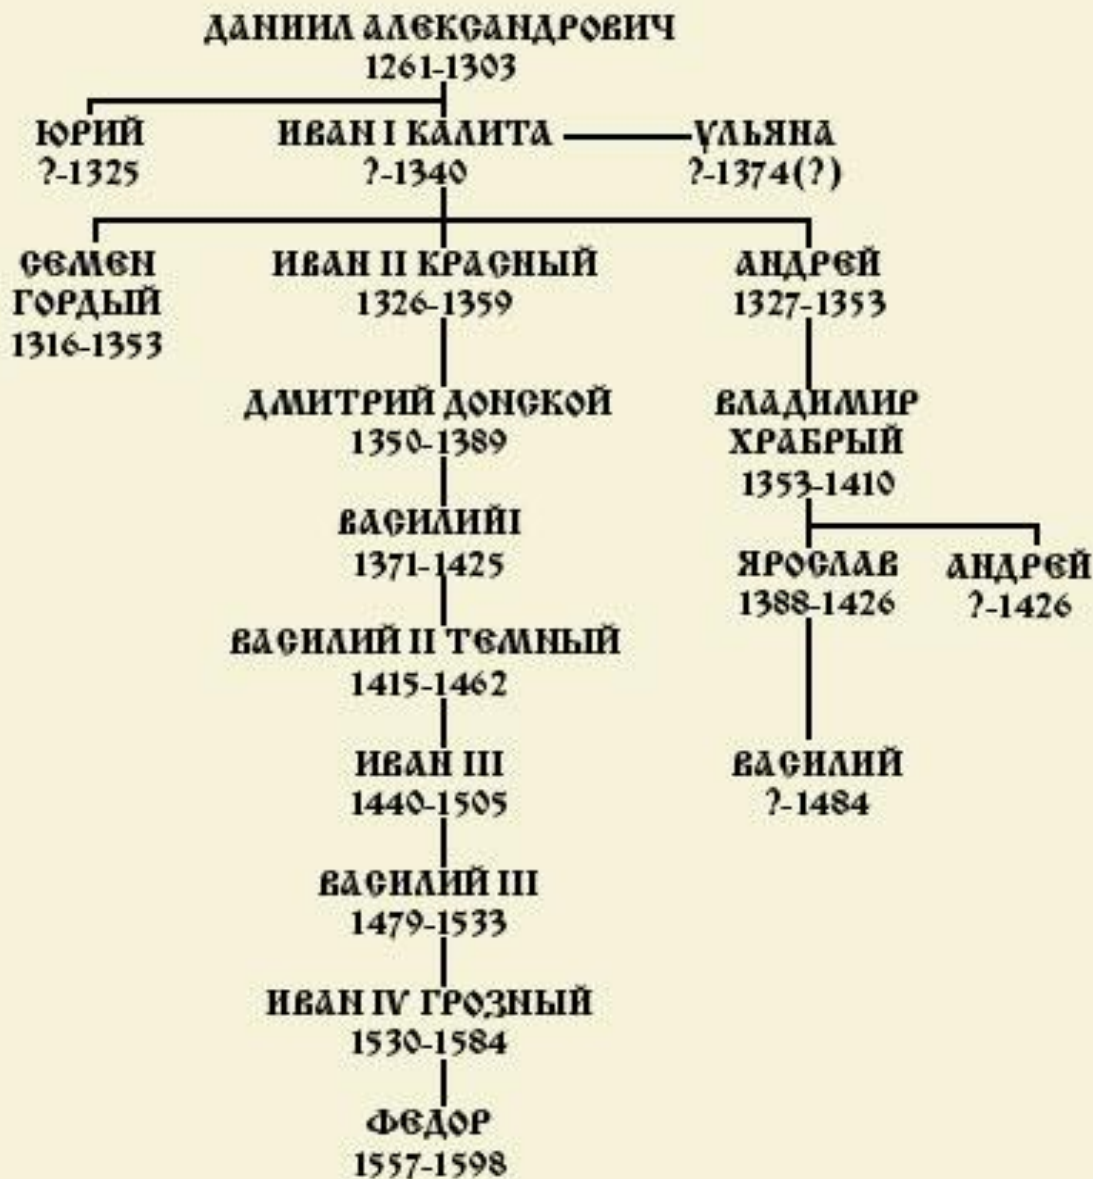 ДАНИИЛ АЛЕКСАНДРОВИЧ
1261-1303
ЮРИЙ
?-1325
ИВАН I КАЛИТА
?-1340
УЛЬЯНА
?-1374(?)
СЕМЕН
ГОРДЫЙ
1316-1353
ИВАН II КРАСНЫЙ
1326-1359
АНДРЕЙ
1327-1353
ДМИТРИЙ ДОНСКОЙ
1350-1389
ВЛАДИМИР
ХРАБРЫЙ
1353-1410
ВАСИЛИЙI
1371-1425
ЯРОСЛАВ
1388-1426
АНДРЕЙ
?-1426
ВАСИЛИЙ II ТЕМНЫЙ
1415-1462
ИВАН III
1440-1505
ВАСИЛИЙ
?-1484
ВАСИЛИЙ III
1479-1533
ИВАН IV ГРОЗНЫЙ
1530-1584
ФЕДОР
1557-1598